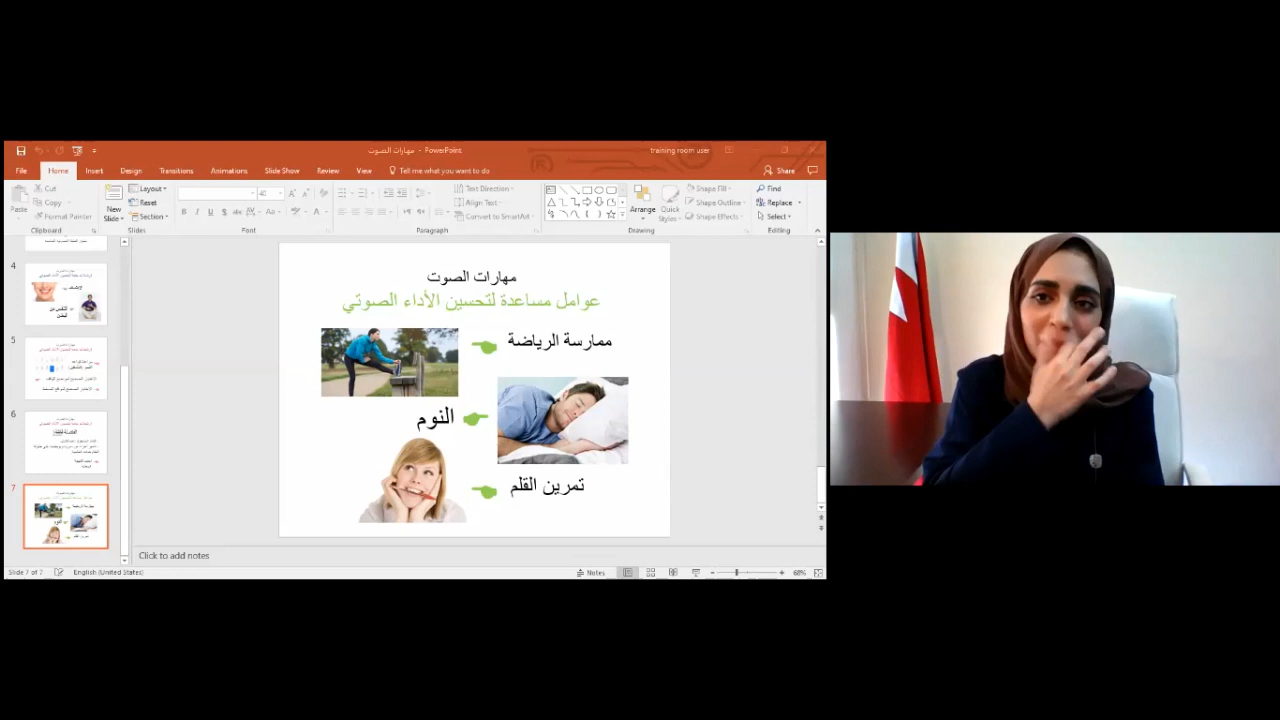 مهارات الصوت - PowerPoint
training room user
File Home Insert Design Transitions Animations Slide Show Review View Tell me what you want to do Share
Paste
Cut
Copy
Format Painter
Clipboard
New Slide
Layout
Reset
Section
Slides
Font
Text Direction
Align Text
Convert to SmartArt
Paragraph
Arrange
Quick Styles
Shape Fill
Shape Outline
Shape Effects
Drawing
Find
Replace
Select
Editing
4
5
6
7
مهارات الصوت
عوامل مساعدة لتحسين الأداء الصوتي
ممارسة الرياضة
النوم
تمرين القلم
Click to add notes
Slide 7 of 7 English (United States) Notes 68%